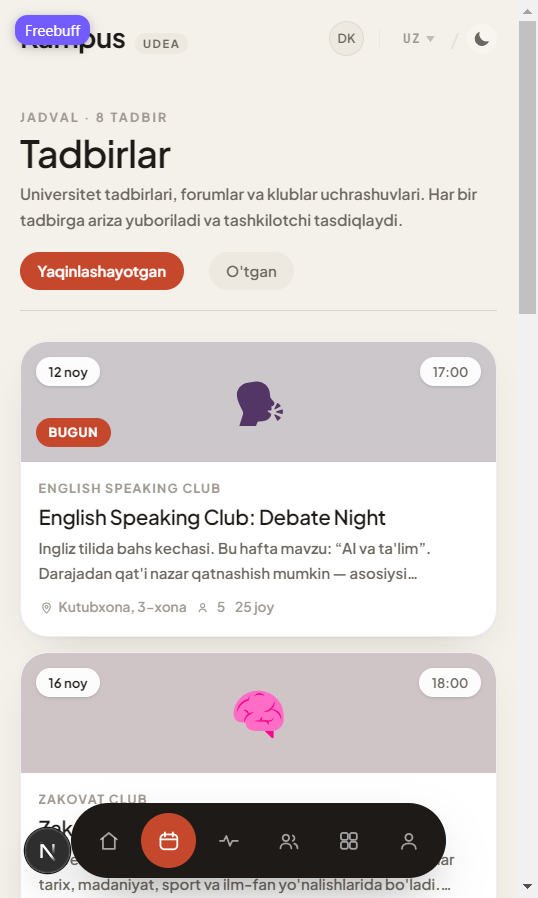 Freebuff
Kampus UDEA DK UZ /
JADVAL · 8 TADBIR
Tadbirlar
Universitet tadbirlari, forumlar va klublar uchrashuvlari. Har bir
tadbirga ariza yuboriladi va tashkilotchi tasdiqlaydi.
Yaqinlashayotgan O'tgan
12 noy 17:00
BUGUN
ENGLISH SPEAKING CLUB
English Speaking Club: Debate Night
Ingliz tilida bahs kechasi. Bu hafta mavzu: “AI va ta'lim”.
Darajadan qat'i nazar qatnashish mumkin — asosiysi…
Kutubxona, 3-xona 5 25 joy
16 noy 18:00
ZAKOVAT CLUB
N
tarix, madaniyat, sport va ilm-fan yo'nalishlarida bo'ladi.…